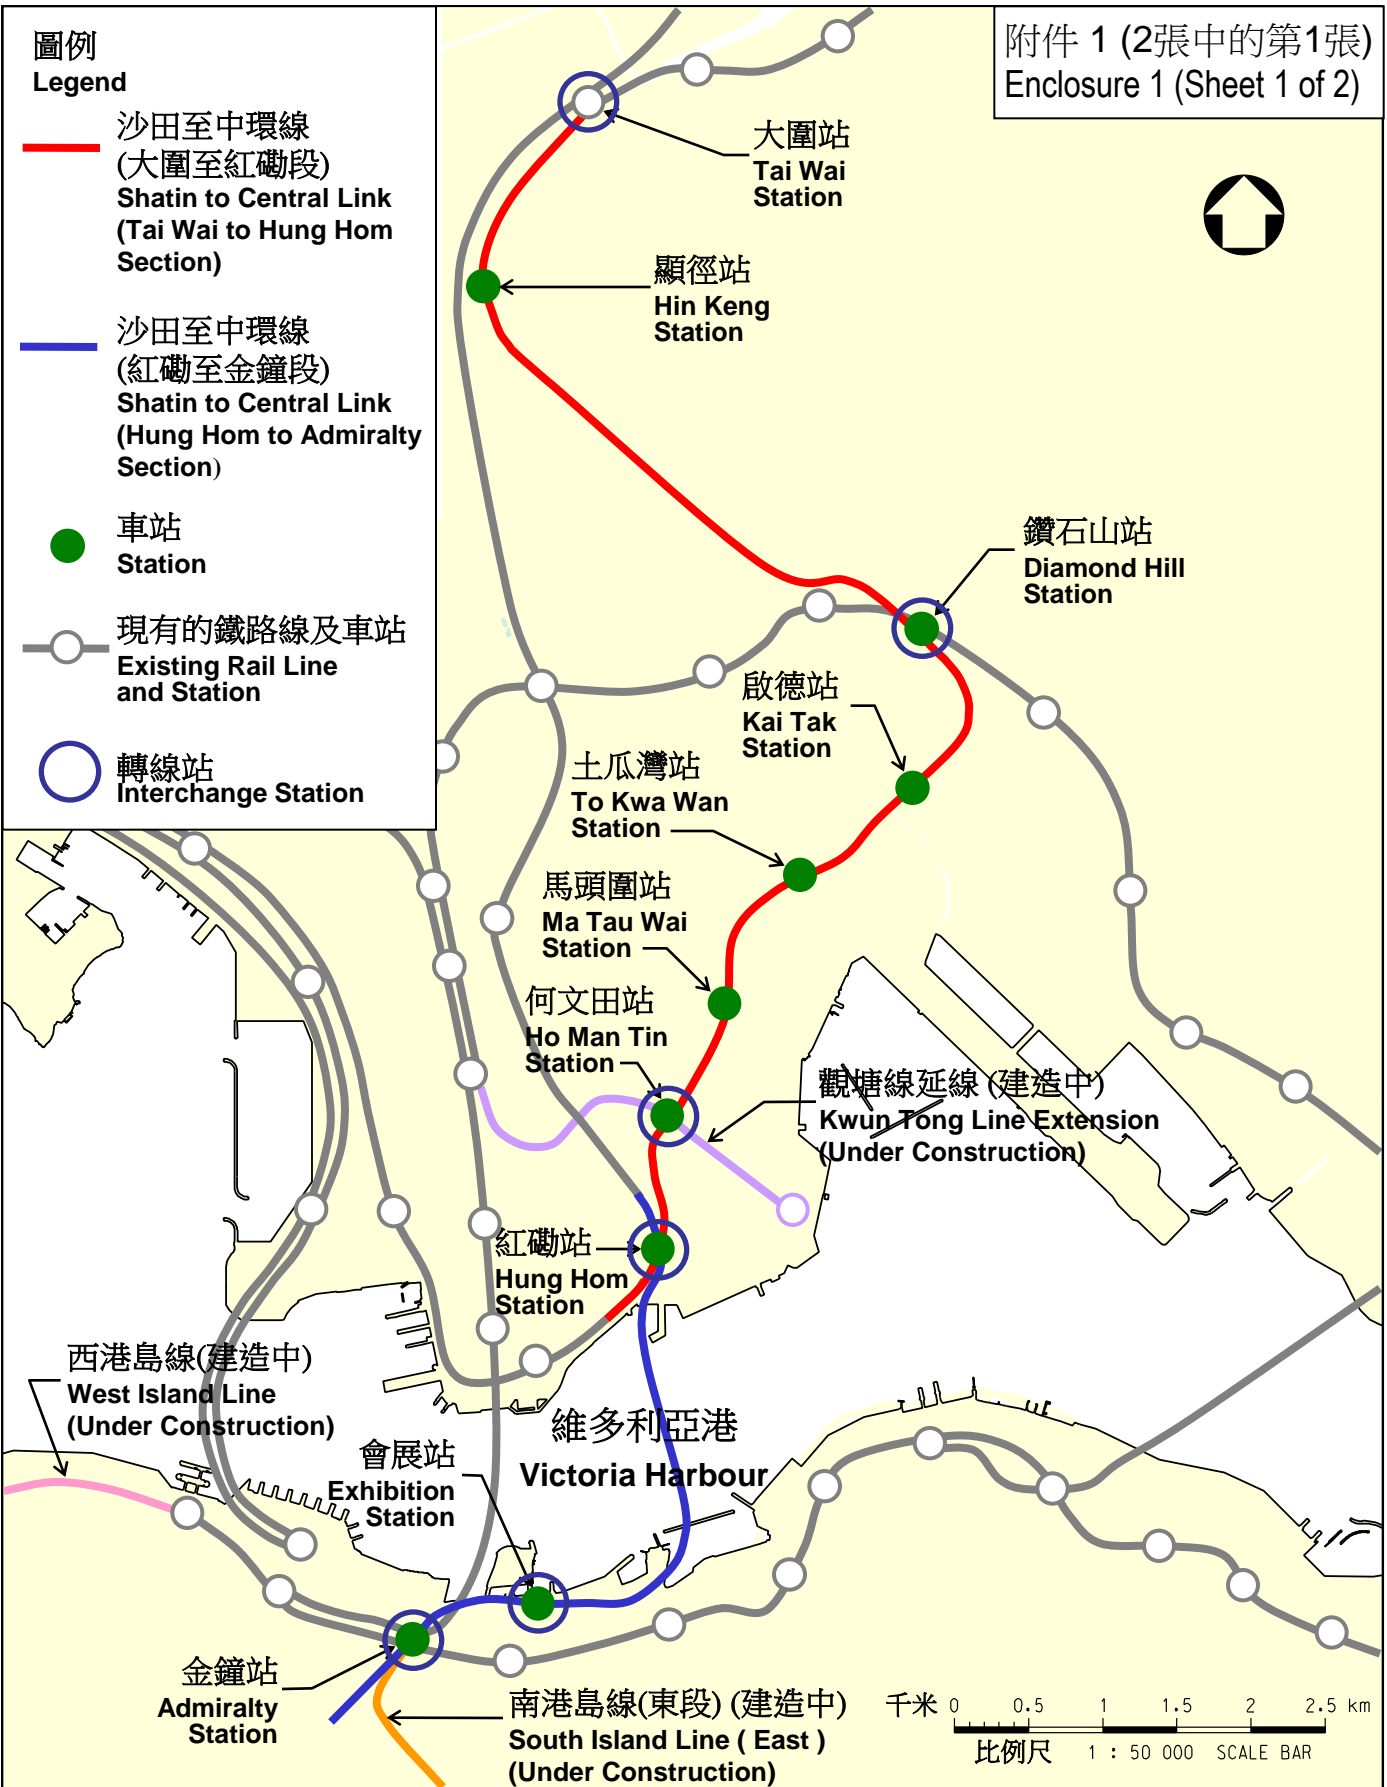 圖例
Legend
沙田至中環線
(大圍至紅磡段)
Shatin to Central Link
(Tai Wai to Hung Hom
Section)
沙田至中環線
(紅磡至金鐘段)
Shatin to Central Link
(Hung Hom to Admiralty
Section)
車站
Station
現有的鐵路線及車站
Existing Rail Line
and Station
轉線站
Interchange Station
附件 1 (2張中的第1張)
Enclosure 1 (Sheet 1 of 2)
大圍站
Tai Wai
Station
顯徑站
Hin Keng
Station
鑽石山站
Diamond Hill
Station
啟德站
Kai Tak
Station
土瓜灣站
To Kwa Wan
Station
馬頭圍站
Ma Tau Wai
Station
何文田站
Ho Man Tin
Station
觀塘線延線 (建造中)
Kwun Tong Line Extension
(Under Construction)
紅磡站
Hung Hom
Station
西港島線(建造中)
West Island Line
(Under Construction)
維多利亞港
Victoria Harbour
會展站
Exhibition
Station
金鐘站
Admiralty
Station
南港島線(東段) (建造中)
South Island Line ( East )
(Under Construction)
千米 0 0.5 1 1.5 2 2.5 km
比例尺 1 : 50 000 SCALE BAR